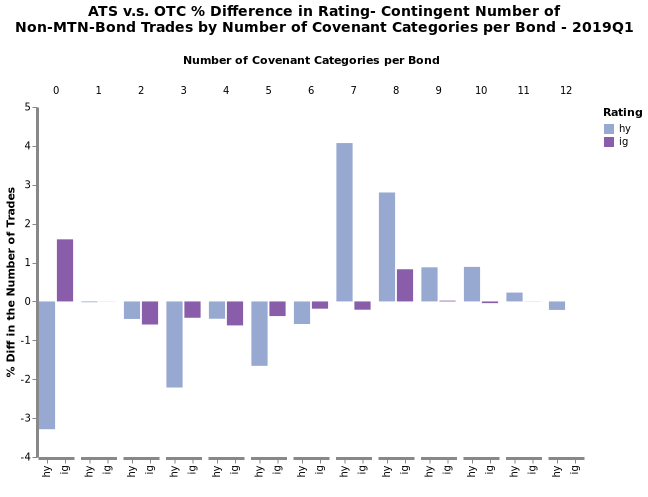 ATS v.s. OTC % Difference in Rating- Contingent Number of
Non-MTN-Bond Trades by Number of Covenant Categories per Bond - 2019Q1
Number of Covenant Categories per Bond
0 1 2 3 4 5 6 7 8 9 10 11 12
Rating
hy
ig
% Diff in the Number of Trades
5
4
3
2
1
0
-1
-2
-3
-4
hy ig hy ig hy ig hy ig hy ig hy ig hy ig hy ig hy ig hy ig hy ig hy ig hy ig